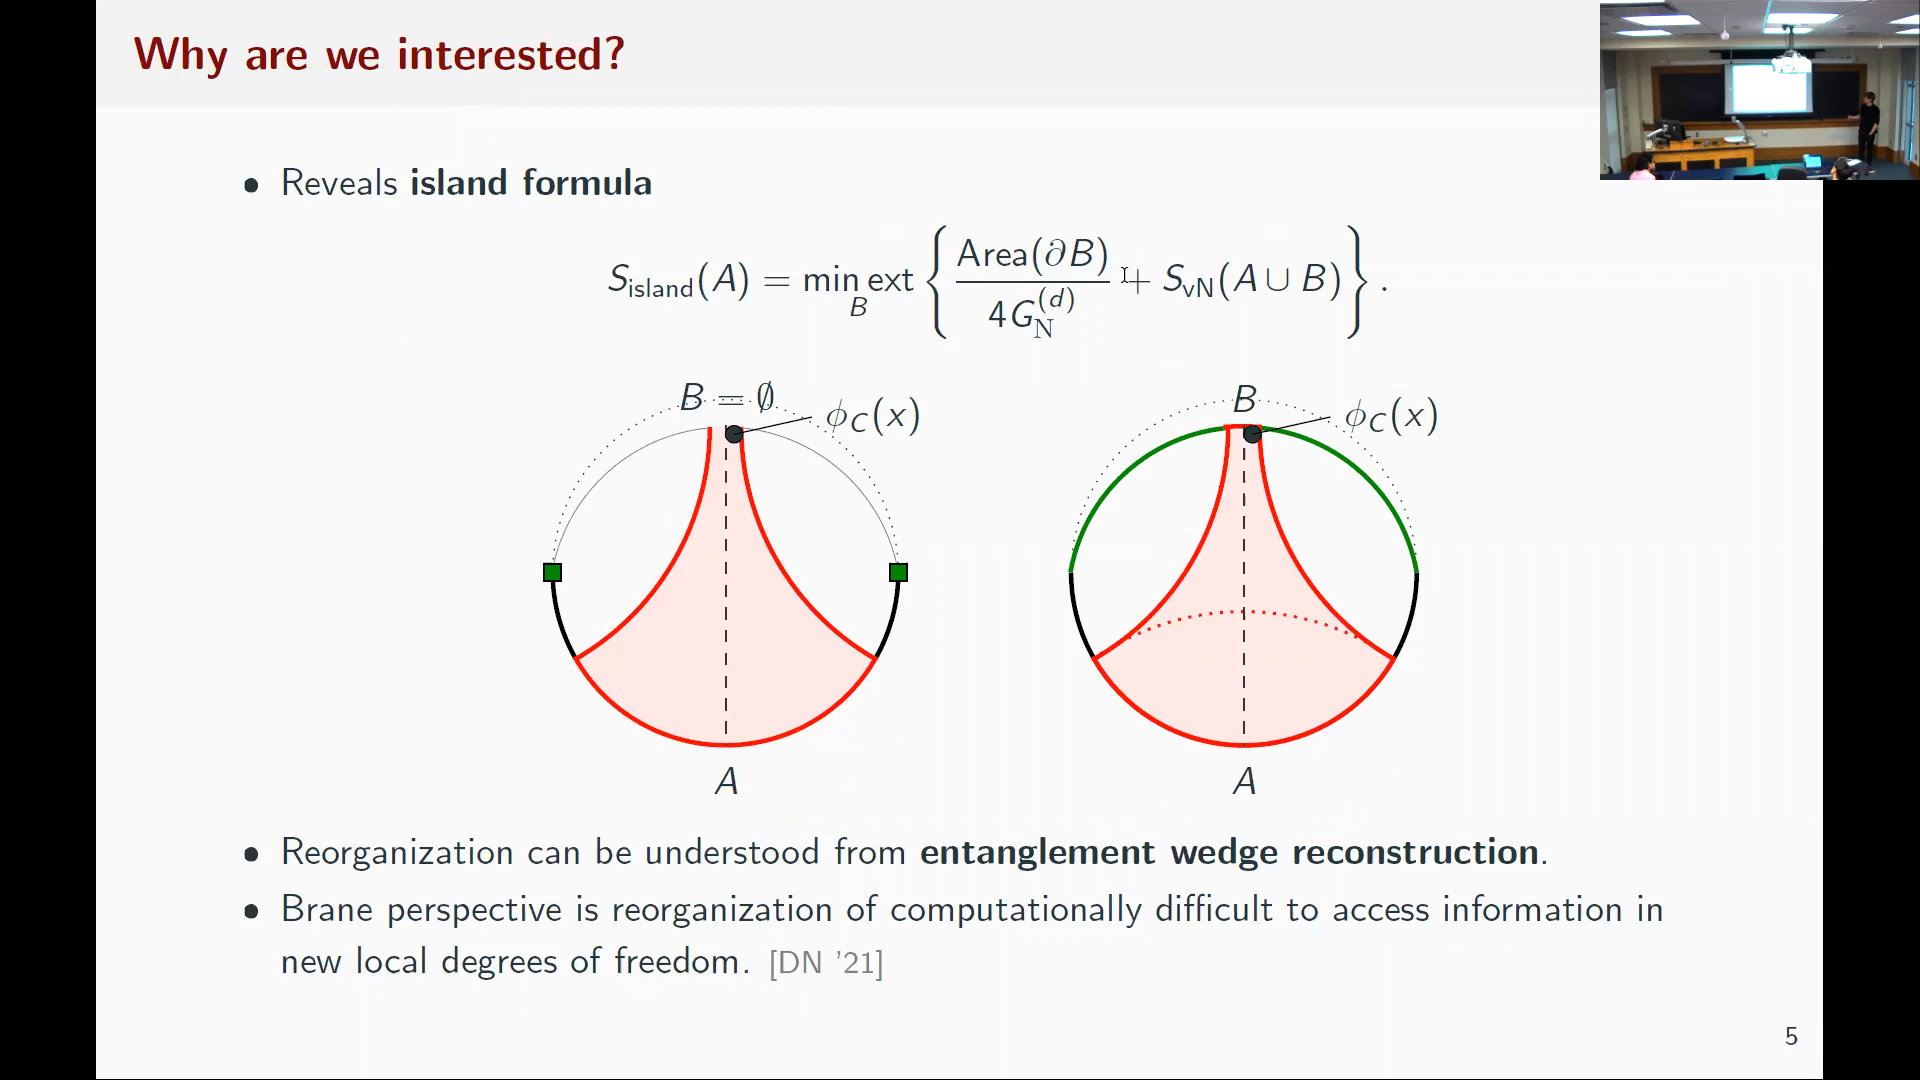 Why are we interested?
• Reveals island formula
S_island(A) = min ext_B { Area(∂B) / 4G_N^(d) + S_vN(A ∪ B) } .
B = ∅
ϕ_C(x)
B
ϕ_C(x)
A
A
• Reorganization can be understood from entanglement wedge reconstruction.
• Brane perspective is reorganization of computationally difficult to access information in
new local degrees of freedom. [DN '21]
5